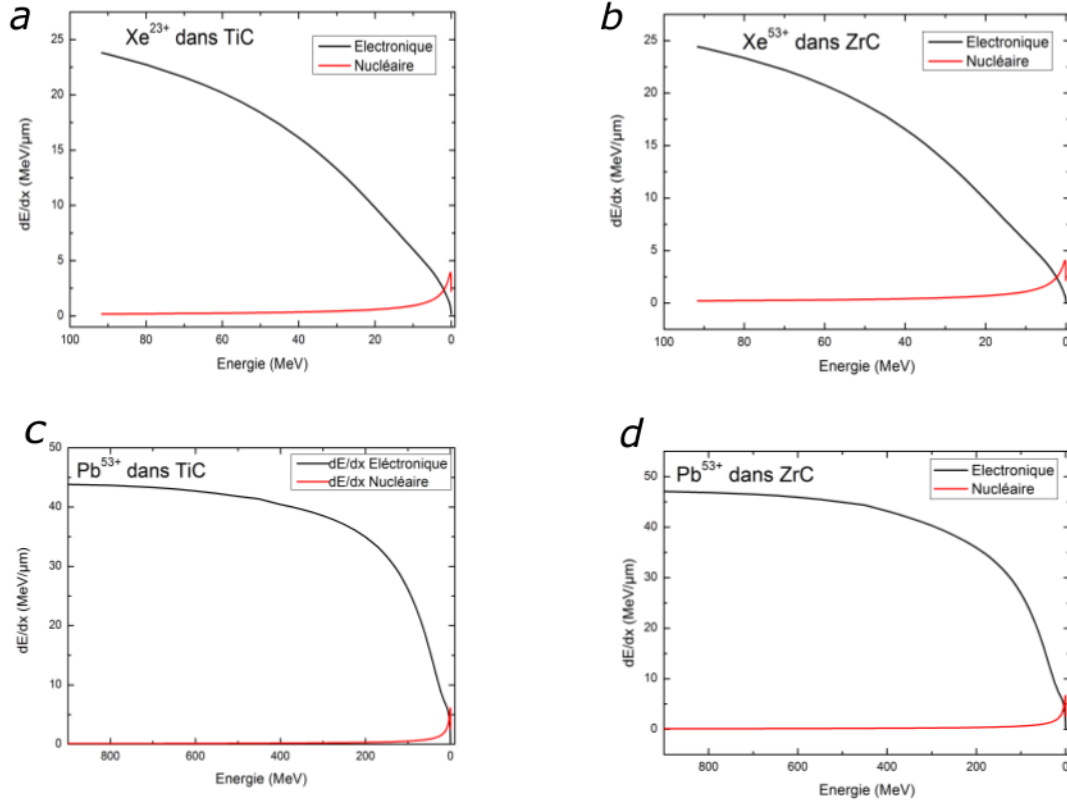 a
Xe23+ dans TiC
Electronique
Nucléaire
25
20
15
10
5
0
dE/dx (MeV/µm)
100 80 60 40 20 0
Energie (MeV)
b
Xe53+ dans ZrC
Electronique
Nucléaire
25
20
15
10
5
0
dE/dx (MeV/µm)
100 80 60 40 20 0
Energie (MeV)
c
Pb53+ dans TiC
dE/dx Eléctronique
dE/dx Nucléaire
50
40
30
20
10
0
dE/dx (MeV/µm)
800 600 400 200 0
Energie (MeV)
d
Pb53+ dans ZrC
Electronique
Nucléaire
50
40
30
20
10
0
dE/dx (MeV/µm)
800 600 400 200 0
Energie (MeV)